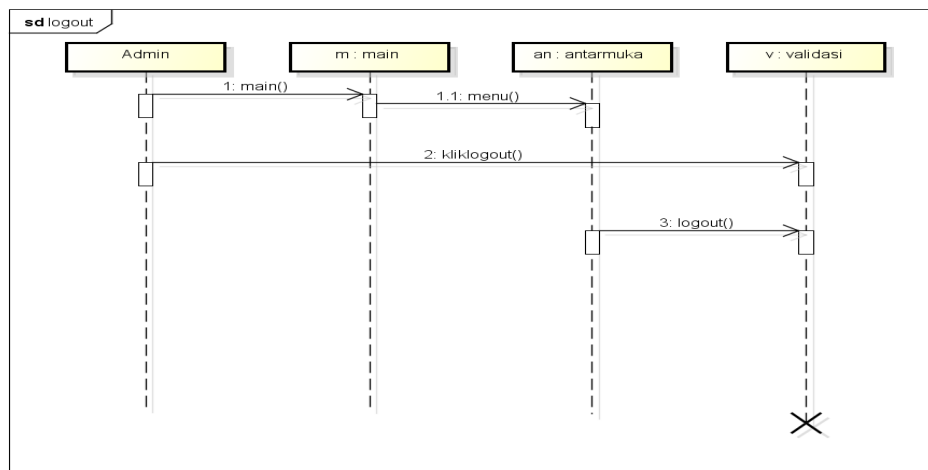 sd logout
Admin
m : main
an : antarmuka
v : validasi
1: main()
1.1: menu()
2: kliklogout()
3: logout()